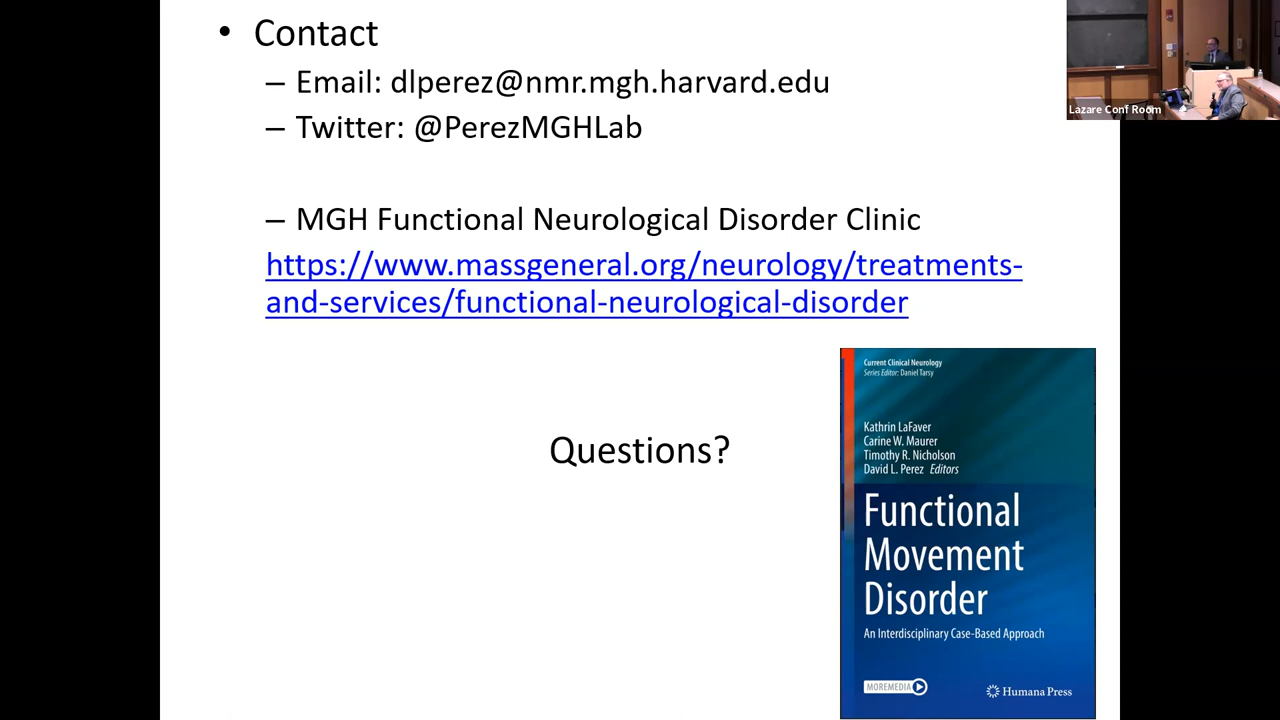 • Contact
– Email: dlperez@nmr.mgh.harvard.edu
– Twitter: @PerezMGHLab
– MGH Functional Neurological Disorder Clinic
https://www.massgeneral.org/neurology/treatments-
and-services/functional-neurological-disorder
Questions?
Current Clinical Neurology
Series Editor: Daniel Tarsy
Kathrin LaFaver
Carine W. Maurer
Timothy R. Nicholson
David L. Perez Editors
Functional
Movement
Disorder
An Interdisciplinary Case-Based Approach
MOREMEDIA
Humana Press
Lazare Conf Room